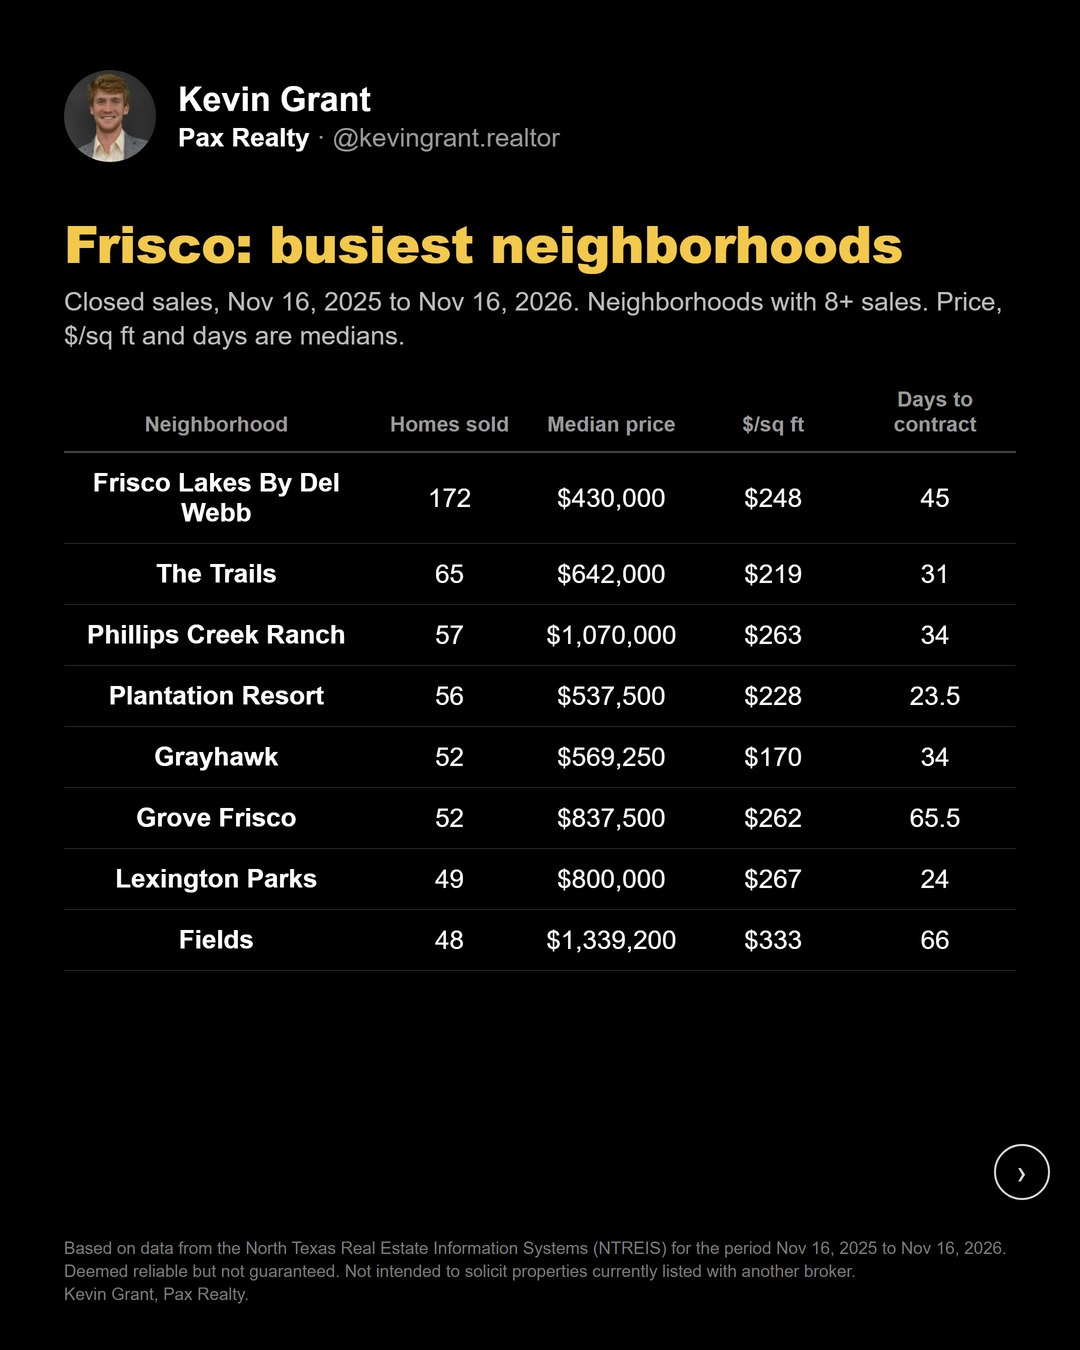 Kevin Grant
Pax Realty · @kevingrant.realtor
Frisco: busiest neighborhoods
Closed sales, Nov 16, 2025 to Nov 16, 2026. Neighborhoods with 8+ sales. Price,
$/sq ft and days are medians.
Neighborhood Homes sold Median price $/sq ft Days to contract
Frisco Lakes By Del Webb 172 $430,000 $248 45
The Trails 65 $642,000 $219 31
Phillips Creek Ranch 57 $1,070,000 $263 34
Plantation Resort 56 $537,500 $228 23.5
Grayhawk 52 $569,250 $170 34
Grove Frisco 52 $837,500 $262 65.5
Lexington Parks 49 $800,000 $267 24
Fields 48 $1,339,200 $333 66
›
Based on data from the North Texas Real Estate Information Systems (NTREIS) for the period Nov 16, 2025 to Nov 16, 2026.
Deemed reliable but not guaranteed. Not intended to solicit properties currently listed with another broker.
Kevin Grant, Pax Realty.